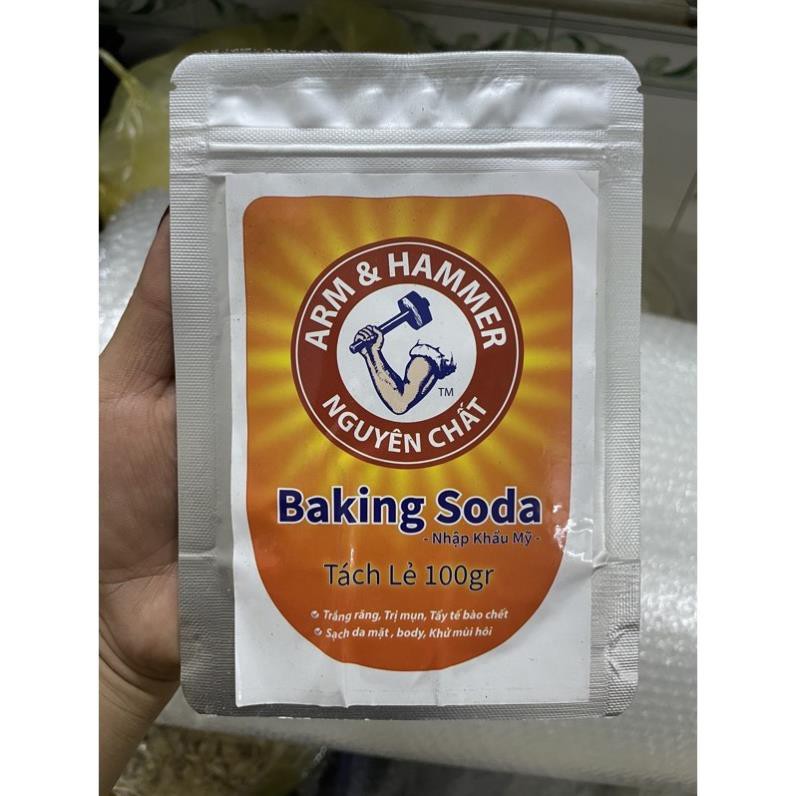 ARM & HAMMER
TM
NGUYÊN CHẤT
Baking Soda
- Nhập Khẩu Mỹ -
Tách Lẻ 100gr
Trắng răng, Trị mụn, Tẩy tế bào chết
Sạch da mặt , body, Khử mùi hôi